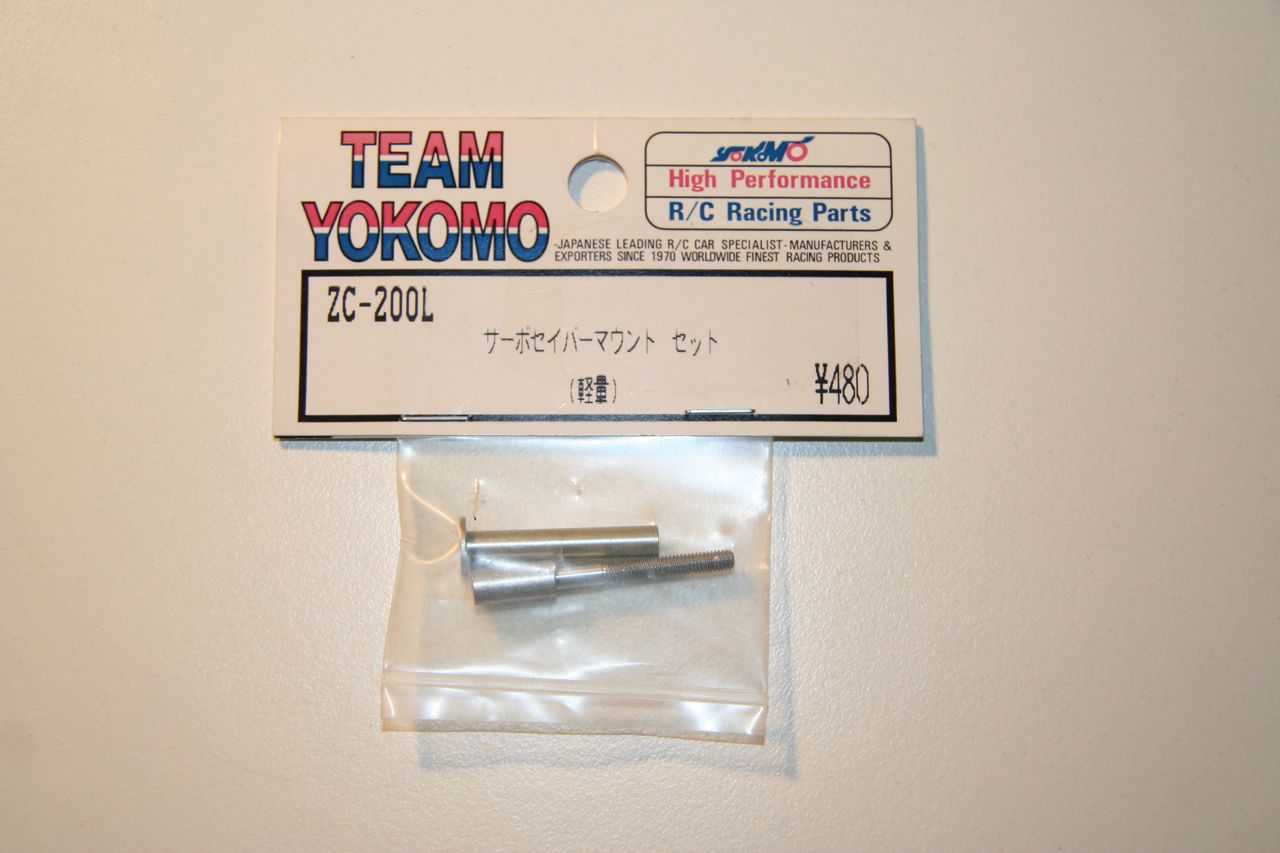 TEAM
YOKOMO
YOKOMO
High Performance
R/C Racing Parts
-JAPANESE LEADING R/C CAR SPECIALIST-MANUFACTURERS &
EXPORTERS SINCE 1970 WORLDWIDE FINEST RACING PRODUCTS
ZC-200L
サーボセイバーマウント セット
(軽量)
¥480